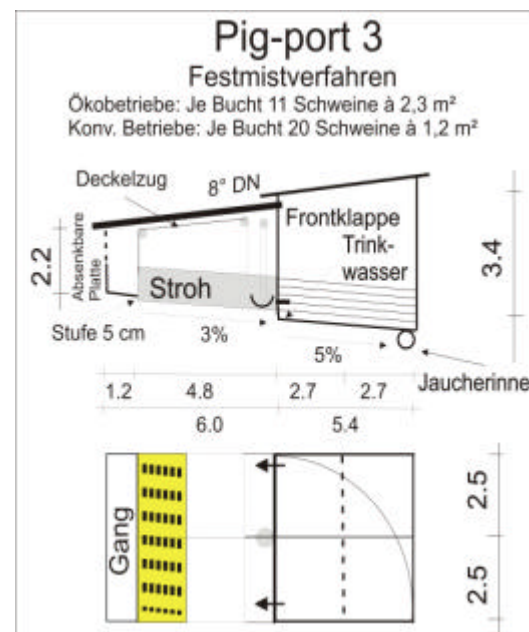 Pig-port 3
Festmistverfahren
Ökobetriebe: Je Bucht 11 Schweine à 2,3 m²
Konv. Betriebe: Je Bucht 20 Schweine à 1,2 m²
Deckelzug
8° DN
Frontklappe
Trink-
wasser
2.2
Absenkbare
Platte
Stroh
3.4
Stufe 5 cm
3%
5%
Jaucherinne
1.2
4.8
2.7
2.7
6.0
5.4
Gang
2.5
2.5